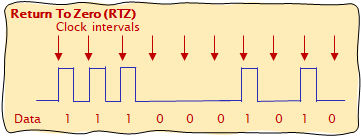 Return To Zero (RTZ)
Clock intervals
Data 1 1 1 0 0 0 1 0 1 0